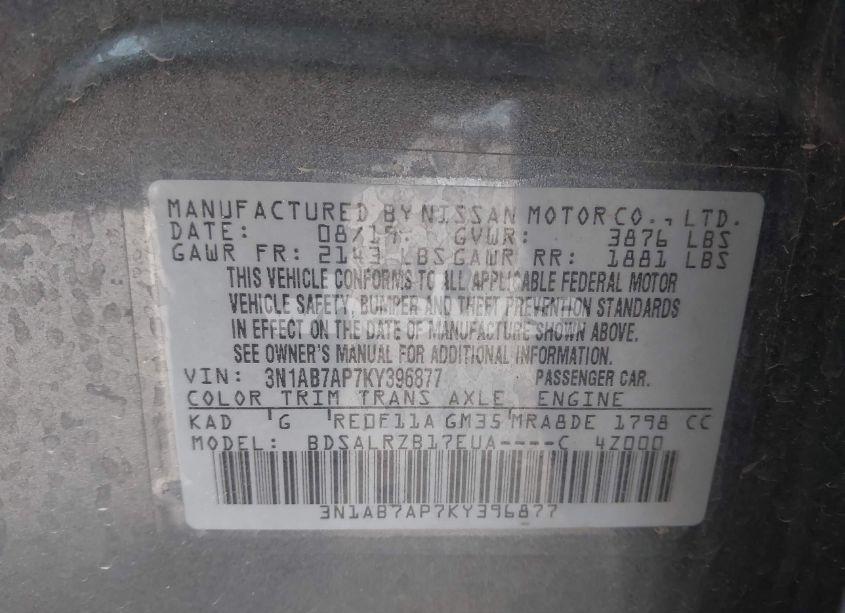 MANUFACTURED BY NISSAN MOTOR CO., LTD.
DATE: 08/19 GVWR: 3876 LBS
GAWR FR: 2143 LBS GAWR RR: 1881 LBS
THIS VEHICLE CONFORMS TO ALL APPLICABLE FEDERAL MOTOR
VEHICLE SAFETY, BUMPER AND THEFT PREVENTION STANDARDS
IN EFFECT ON THE DATE OF MANUFACTURE SHOWN ABOVE.
SEE OWNER'S MANUAL FOR ADDITIONAL INFORMATION.
VIN: 3N1AB7AP7KY396877 PASSENGER CAR.
COLOR TRIM TRANS AXLE ENGINE
KAD G RE0F11A GM35 MRA8DE 1798 CC
MODEL: BDSALRZB17EUA----C 4Z000
3N1AB7AP7KY396877